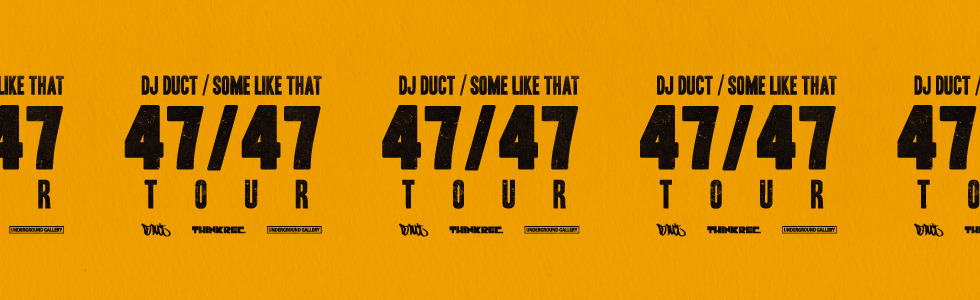 LIKE THAT
47
R
UNDERGROUND GALLERY
DJ DUCT / SOME LIKE THAT
47/47
TOUR
THINKREC.
UNDERGROUND GALLERY
DJ DUCT / SOME LIKE THAT
47/47
TOUR
THINKREC.
UNDERGROUND GALLERY
DJ DUCT / SOME LIKE THAT
47/47
TOUR
THINKREC.
UNDERGROUND GALLERY
DJ DUCT /
47
TO